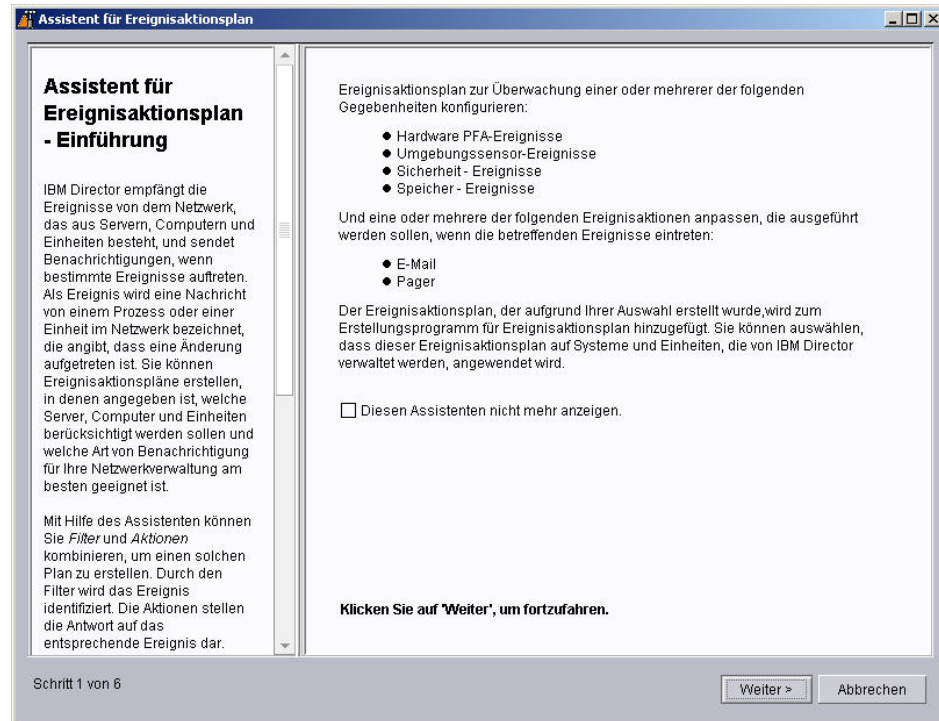 Assistent für Ereignisaktionsplan
Assistent für
Ereignisaktionsplan
- Einführung
IBM Director empfängt die
Ereignisse von dem Netzwerk,
das aus Servern, Computern und
Einheiten besteht, und sendet
Benachrichtigungen, wenn
bestimmte Ereignisse auftreten.
Als Ereignis wird eine Nachricht
von einem Prozess oder einer
Einheit im Netzwerk bezeichnet,
die angibt, dass eine Änderung
aufgetreten ist. Sie können
Ereignisaktionspläne erstellen,
in denen angegeben ist, welche
Server, Computer und Einheiten
berücksichtigt werden sollen und
welche Art von Benachrichtigung
für Ihre Netzwerkverwaltung am
besten geeignet ist.
Mit Hilfe des Assistenten können
Sie Filter und Aktionen
kombinieren, um einen solchen
Plan zu erstellen. Durch den
Filter wird das Ereignis
identifiziert. Die Aktionen stellen
die Antwort auf das
entsprechende Ereignis dar.
Ereignisaktionsplan zur Überwachung einer oder mehrerer der folgenden
Gegebenheiten konfigurieren:
● Hardware PFA-Ereignisse
● Umgebungssensor-Ereignisse
● Sicherheit - Ereignisse
● Speicher - Ereignisse
Und eine oder mehrere der folgenden Ereignisaktionen anpassen, die ausgeführt
werden sollen, wenn die betreffenden Ereignisse eintreten:
● E-Mail
● Pager
Der Ereignisaktionsplan, der aufgrund Ihrer Auswahl erstellt wurde,wird zum
Erstellungsprogramm für Ereignisaktionsplan hinzugefügt. Sie können auswählen,
dass dieser Ereignisaktionsplan auf Systeme und Einheiten, die von IBM Director
verwaltet werden, angewendet wird.
Diesen Assistenten nicht mehr anzeigen.
Klicken Sie auf 'Weiter', um fortzufahren.
Schritt 1 von 6
Weiter >
Abbrechen